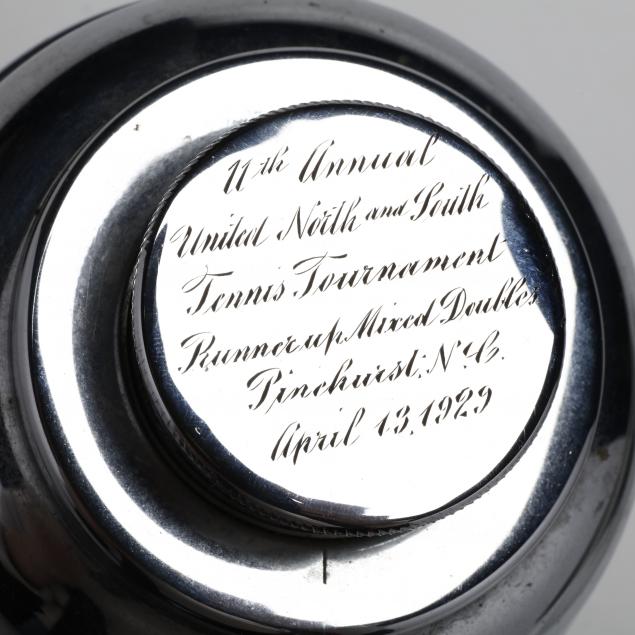 11th Annual
United North and South
Tennis Tournament
Runner up Mixed Doubles
Pinehurst, N.C.
April 13, 1929